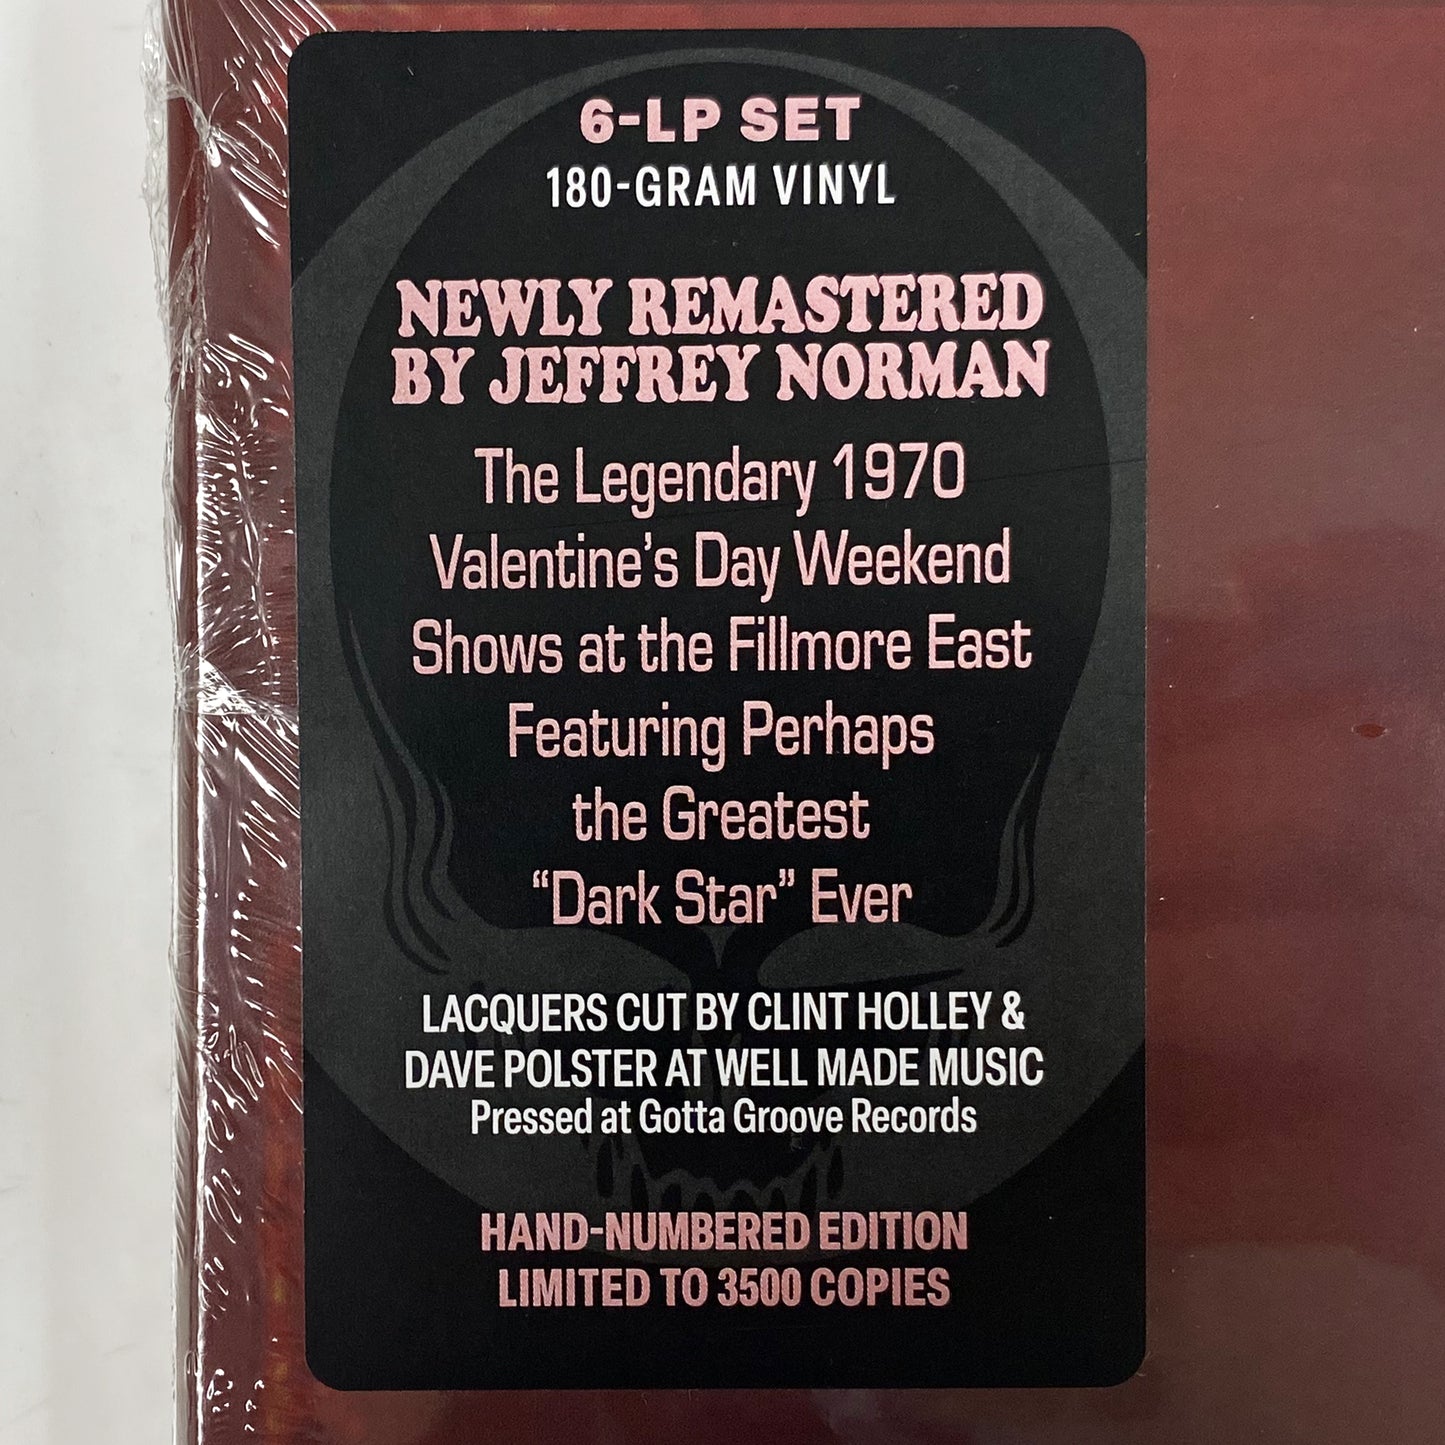 6-LP SET
180-GRAM VINYL
NEWLY REMASTERED
BY JEFFREY NORMAN
The Legendary 1970
Valentine's Day Weekend
Shows at the Fillmore East
Featuring Perhaps
the Greatest
“Dark Star” Ever
LACQUERS CUT BY CLINT HOLLEY &
DAVE POLSTER AT WELL MADE MUSIC
Pressed at Gotta Groove Records
HAND-NUMBERED EDITION
LIMITED TO 3500 COPIES